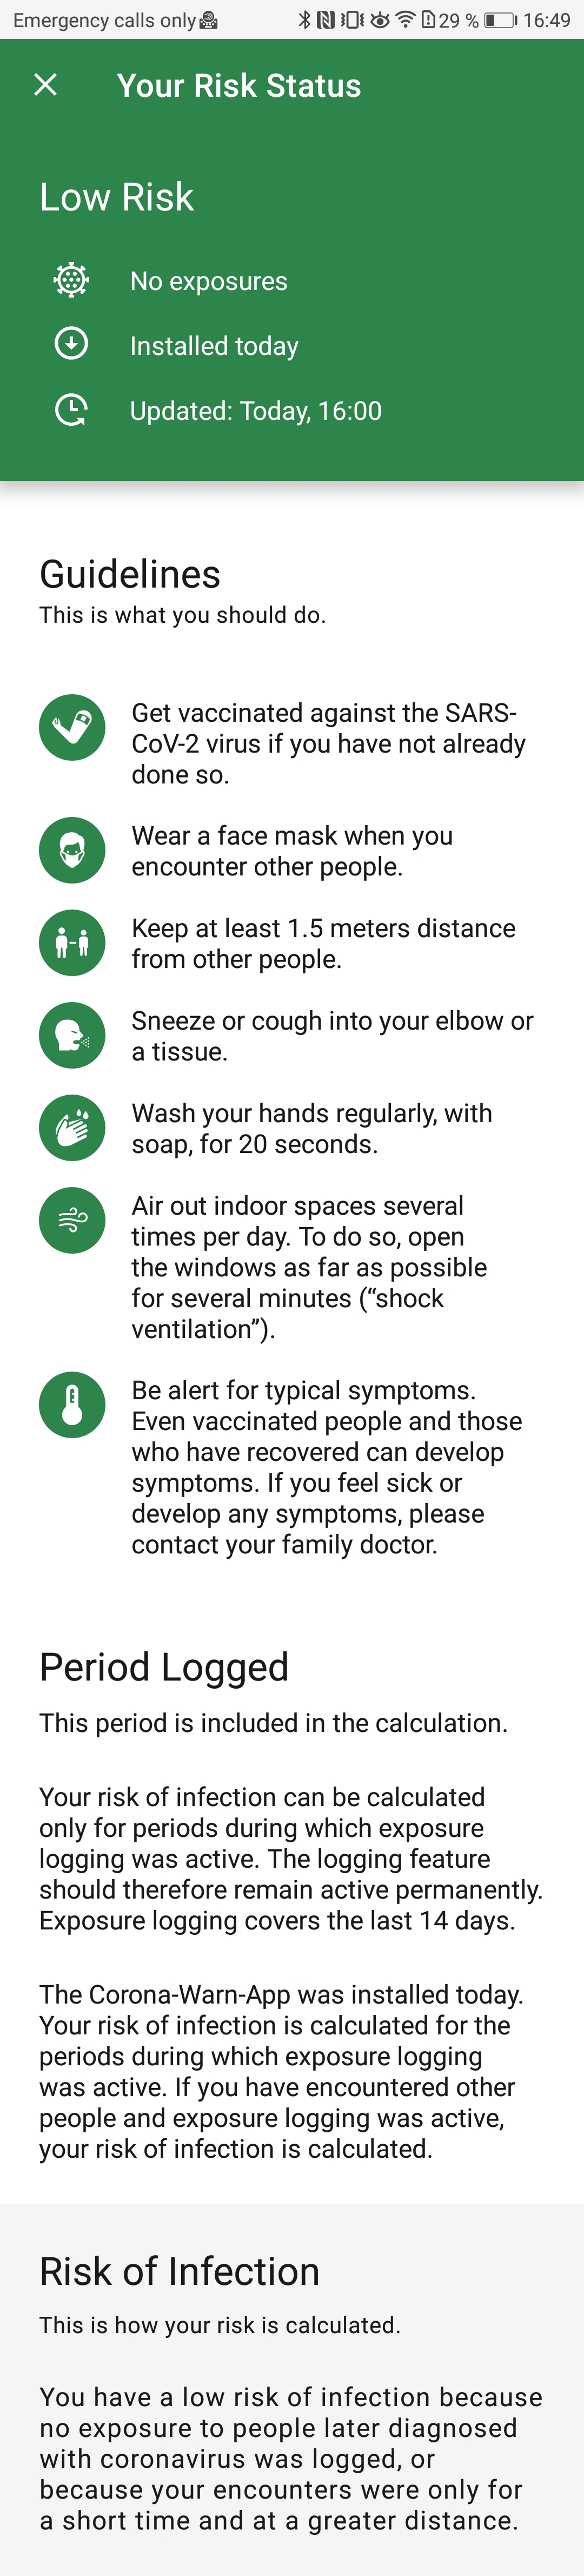 Emergency calls only 29 % 16:49
Your Risk Status
Low Risk
No exposures
Installed today
Updated: Today, 16:00
Guidelines
This is what you should do.
Get vaccinated against the SARS-
CoV-2 virus if you have not already
done so.
Wear a face mask when you
encounter other people.
Keep at least 1.5 meters distance
from other people.
Sneeze or cough into your elbow or
a tissue.
Wash your hands regularly, with
soap, for 20 seconds.
Air out indoor spaces several
times per day. To do so, open
the windows as far as possible
for several minutes (“shock
ventilation”).
Be alert for typical symptoms.
Even vaccinated people and those
who have recovered can develop
symptoms. If you feel sick or
develop any symptoms, please
contact your family doctor.
Period Logged
This period is included in the calculation.
Your risk of infection can be calculated
only for periods during which exposure
logging was active. The logging feature
should therefore remain active permanently.
Exposure logging covers the last 14 days.
The Corona-Warn-App was installed today.
Your risk of infection is calculated for the
periods during which exposure logging
was active. If you have encountered other
people and exposure logging was active,
your risk of infection is calculated.
Risk of Infection
This is how your risk is calculated.
You have a low risk of infection because
no exposure to people later diagnosed
with coronavirus was logged, or
because your encounters were only for
a short time and at a greater distance.